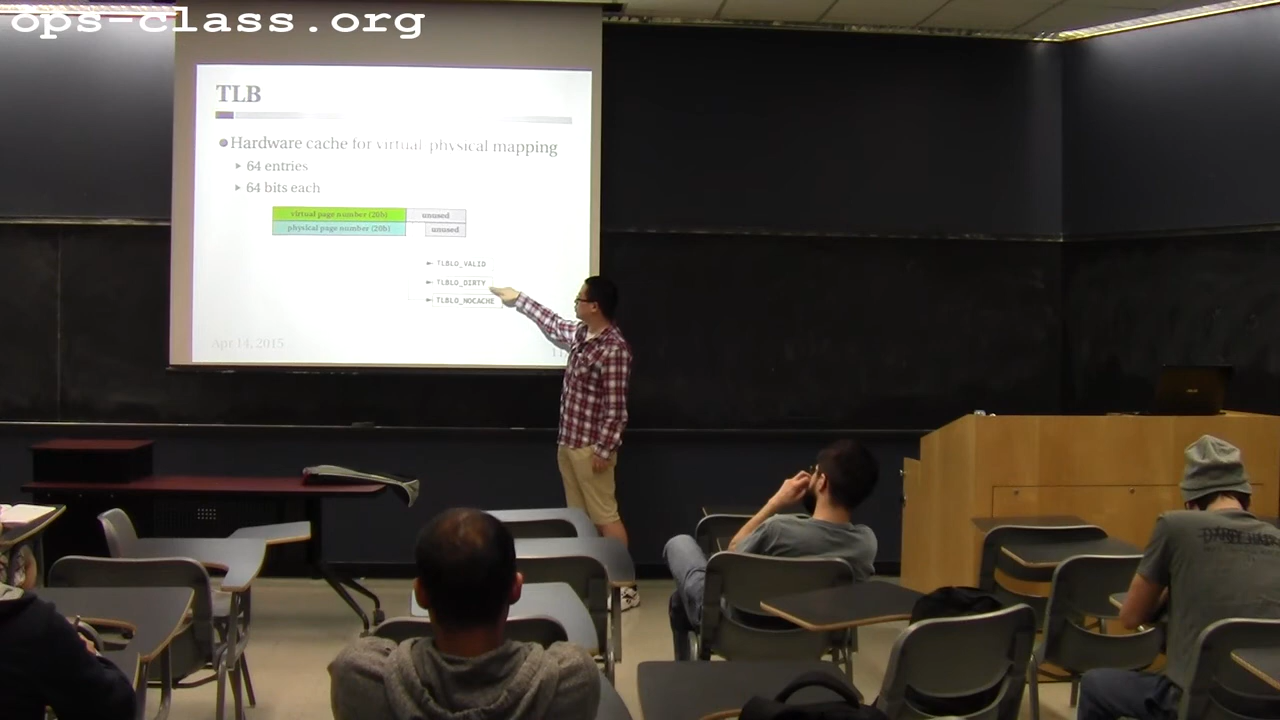 ops-class.org
TLB
Hardware cache for virtual-physical mapping
64 entries
64 bits each
virtual page number (20b) unused
physical page number (20b) unused
TLBLO_VALID
TLBLO_DIRTY
TLBLO_NOCACHE
Apr 14, 2015